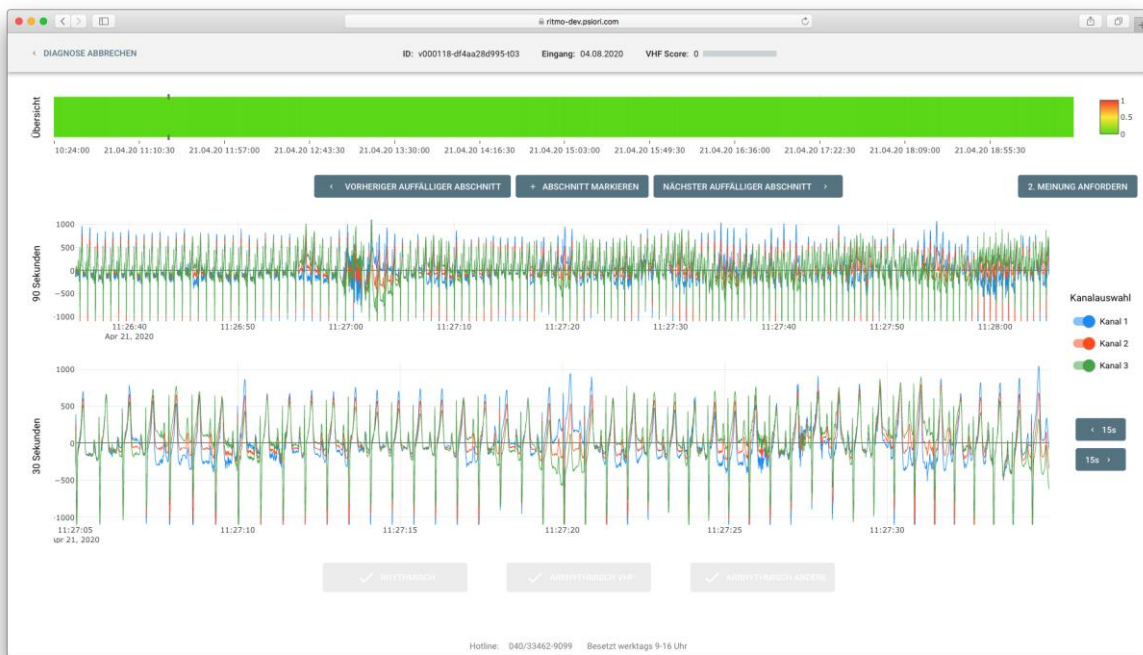 ritmo-dev.psiori.com
‹ DIAGNOSE ABBRECHEN
ID: v000118-df4aa28d995-t03 Eingang: 04.08.2020 VHF Score: 0
Übersicht
1
0.5
0
10:24:00 21.04.20 11:10:30 21.04.20 11:57:00 21.04.20 12:43:30 21.04.20 13:30:00 21.04.20 14:16:30 21.04.20 15:03:00 21.04.20 15:49:30 21.04.20 16:36:00 21.04.20 17:22:30 21.04.20 18:09:00 21.04.20 18:55:30
‹ VORHERIGER AUFFÄLLIGER ABSCHNITT + ABSCHNITT MARKIEREN NÄCHSTER AUFFÄLLIGER ABSCHNITT › 2. MEINUNG ANFORDERN
90 Sekunden
1000
500
0
−500
−1000
11:26:40 11:26:50 11:27:00 11:27:10 11:27:20 11:27:30 11:27:40 11:27:50 11:28:00
Apr 21, 2020
Kanalauswahl
Kanal 1
Kanal 2
Kanal 3
30 Sekunden
1000
500
0
−500
−1000
‹ 15s
15s ›
11:27:05 11:27:10 11:27:15 11:27:20 11:27:25 11:27:30
Apr 21, 2020
RHYTHMISCH ARRHYTHMISCH VHF ARRHYTHMISCH ANDERE
Hotline: 040/33462-9099 Besetzt werktags 9-16 Uhr